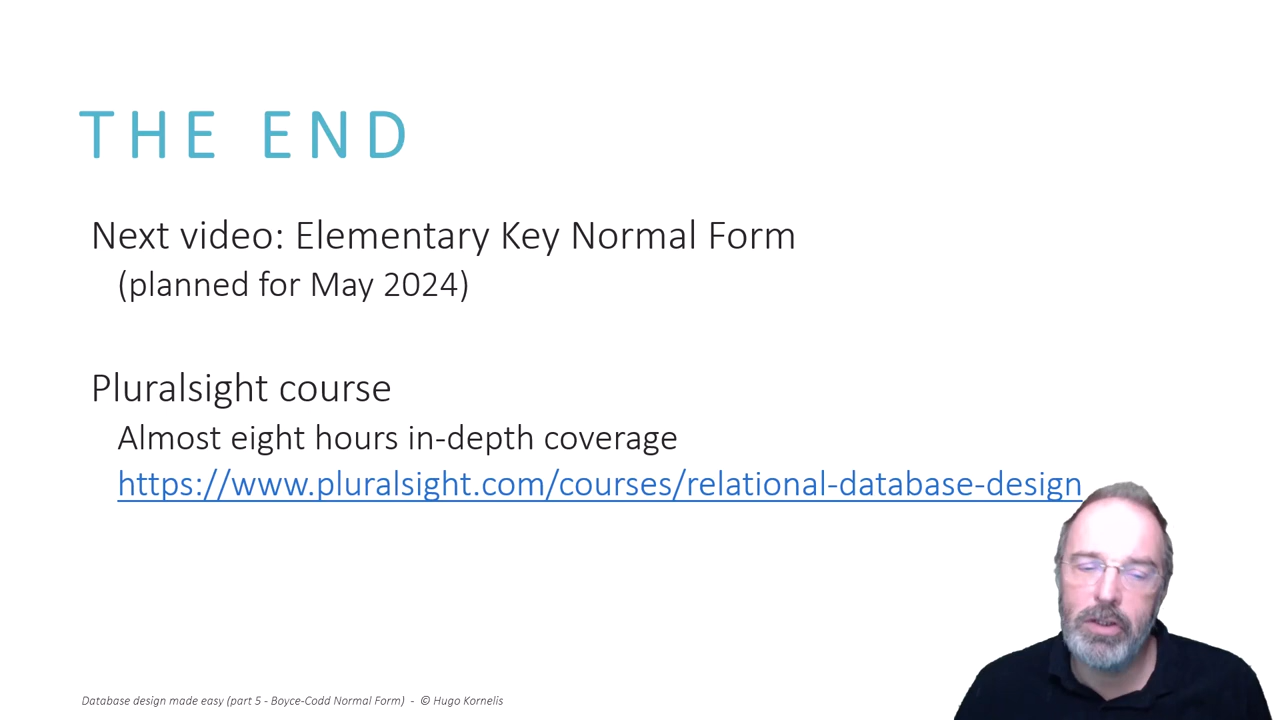 THE END
Next video: Elementary Key Normal Form
(planned for May 2024)
Pluralsight course
Almost eight hours in-depth coverage
https://www.pluralsight.com/courses/relational-database-design
Database design made easy (part 5 - Boyce-Codd Normal Form) - © Hugo Kornelis